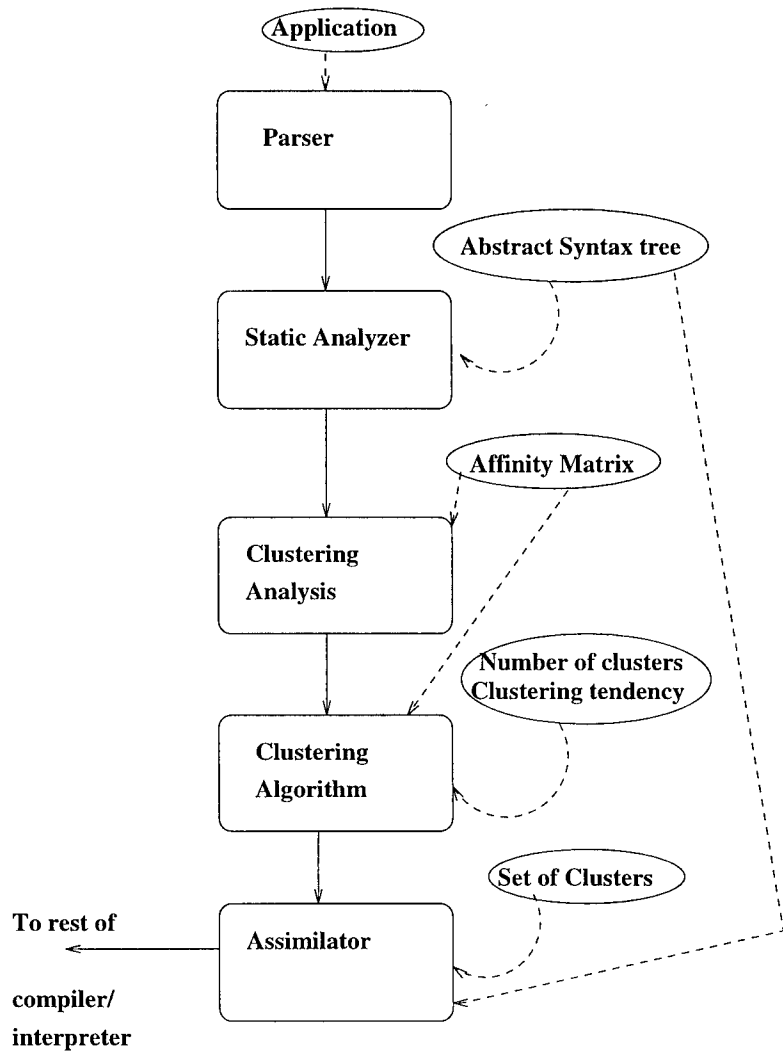 Application
Parser
Abstract Syntax tree
Static Analyzer
Affinity Matrix
Clustering
Analysis
Number of clusters
Clustering tendency
Clustering
Algorithm
Set of Clusters
Assimilator
To rest of
compiler/
interpreter